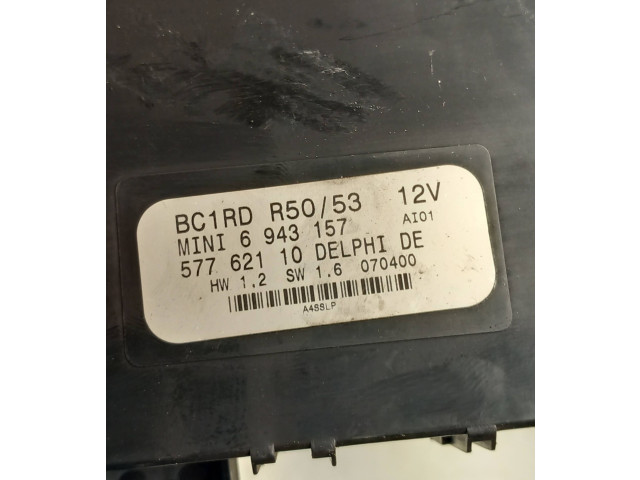 BC1RD R50/53 12V
MINI 6 943 157 AI01
577 621 10 DELPHI DE
HW 1.2 SW 1.6 070400
A4SSLP